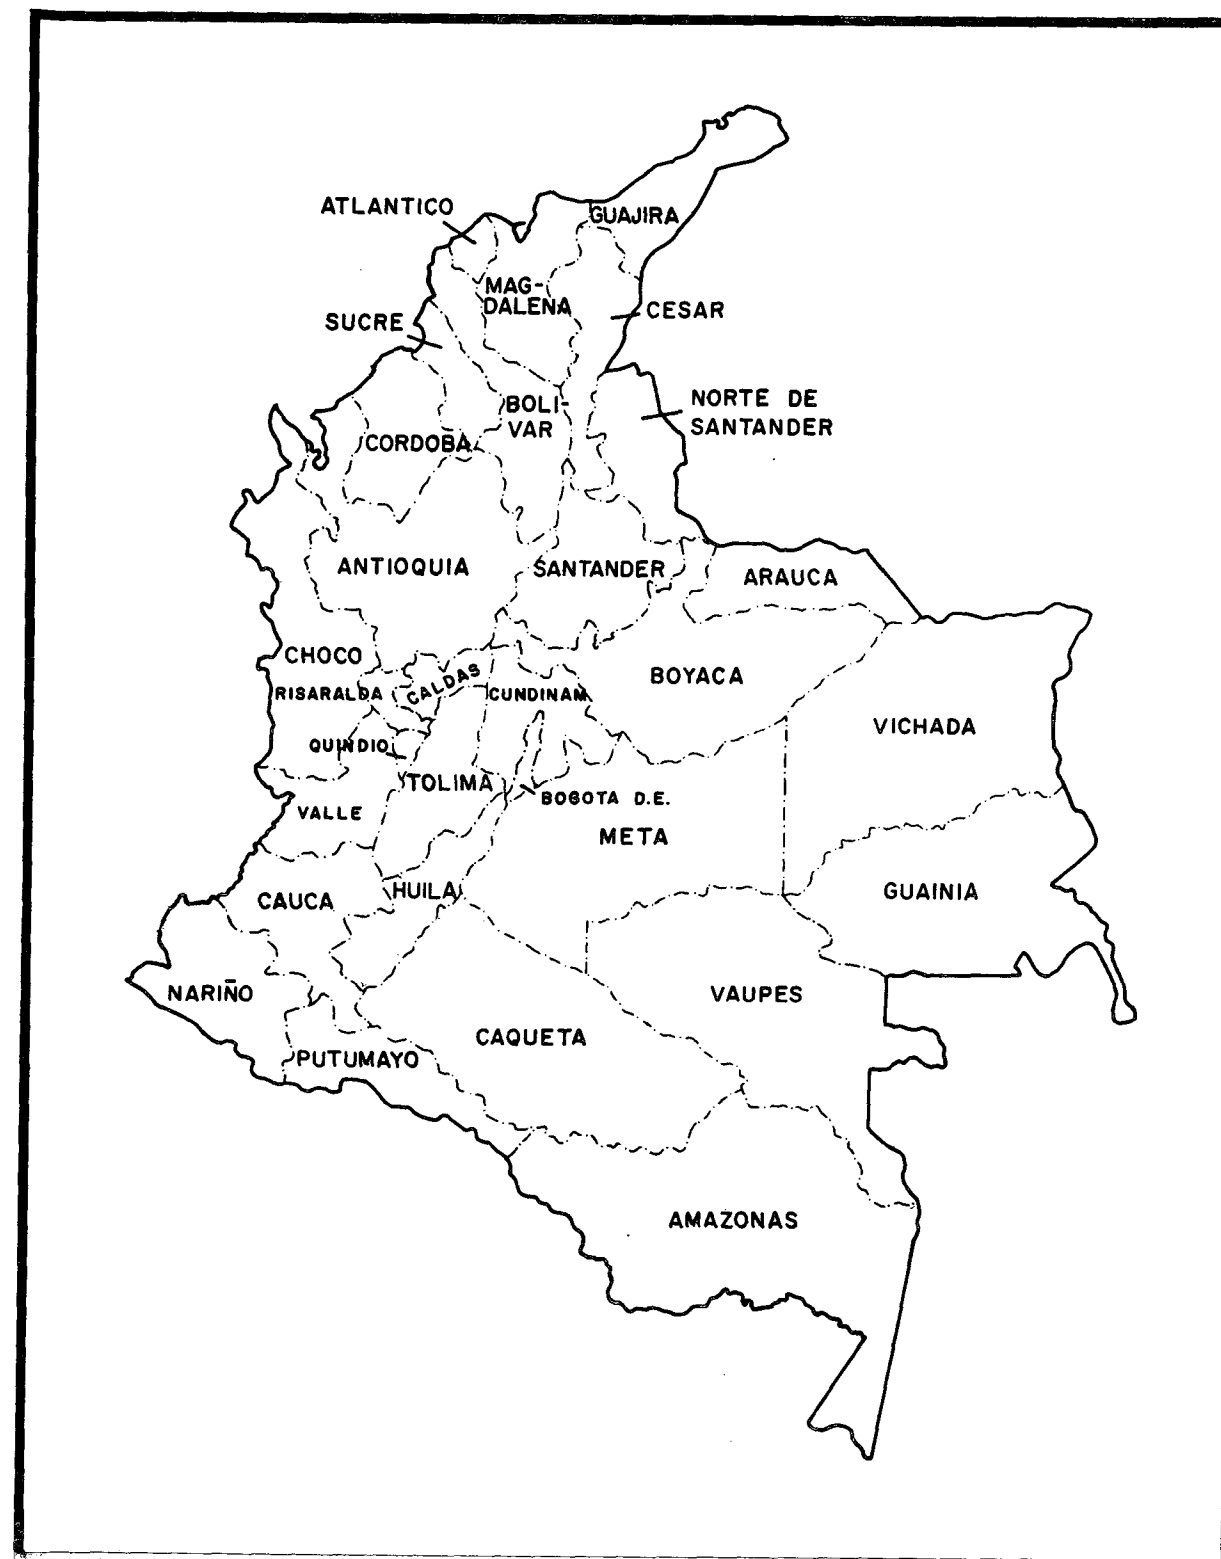 ATLANTICO
GUAJIRA
MAG-
DALENA
CESAR
SUCRE
NORTE DE
SANTANDER
BOLI-
VAR
CORDOBA
ANTIOQUIA
SANTANDER
ARAUCA
CHOCO
BOYACA
CALDAS
RISARALDA
CUNDINAM
VICHADA
QUINDIO
TOLIMA
BOGOTA D.E.
VALLE
META
HUILA
GUAINIA
CAUCA
NARIÑO
VAUPES
CAQUETA
PUTUMAYO
AMAZONAS